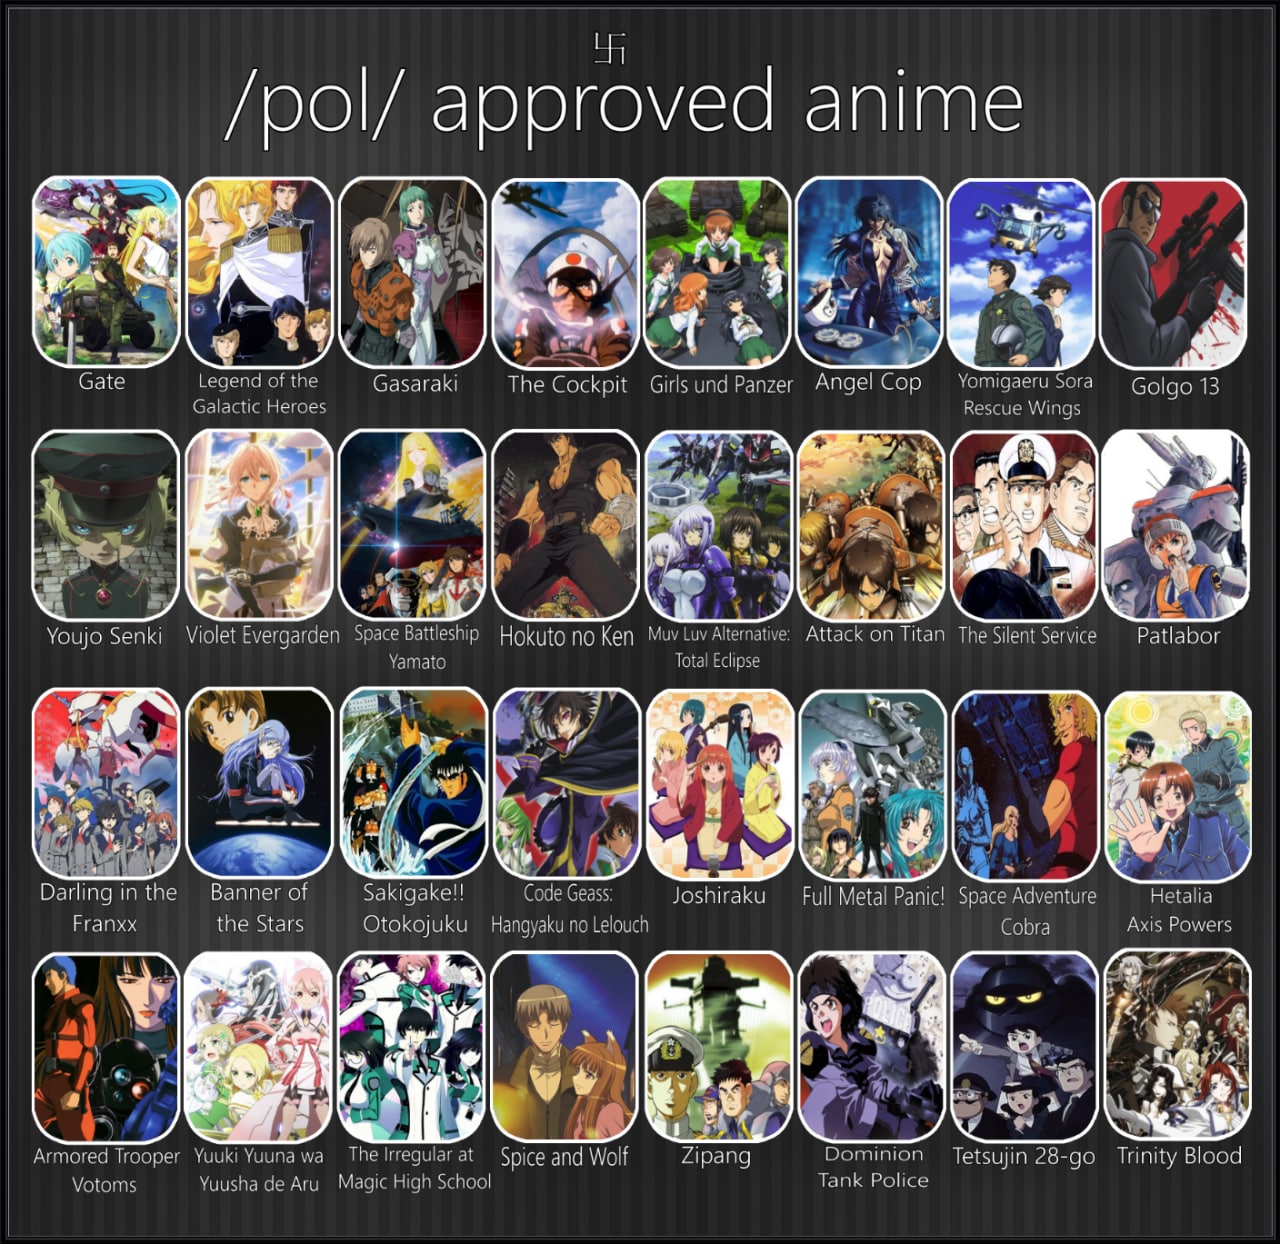 卐
/pol/ approved anime
Gate
Legend of the
Galactic Heroes
Gasaraki
The Cockpit
Girls und Panzer
Angel Cop
Yomigaeru Sora
Rescue Wings
Golgo 13
Youjo Senki
Violet Evergarden
Space Battleship
Yamato
Hokuto no Ken
Muv Luv Alternative:
Total Eclipse
Attack on Titan
The Silent Service
Patlabor
Darling in the
Franxx
Banner of
the Stars
Sakigake!!
Otokojuku
Code Geass:
Hangyaku no Lelouch
Joshiraku
Full Metal Panic!
Space Adventure
Cobra
Hetalia
Axis Powers
Armored Trooper
Votoms
Yuuki Yuuna wa
Yuusha de Aru
The Irregular at
Magic High School
Spice and Wolf
Zipang
POLICE
Dominion
Tank Police
Tetsujin 28-go
Trinity Blood